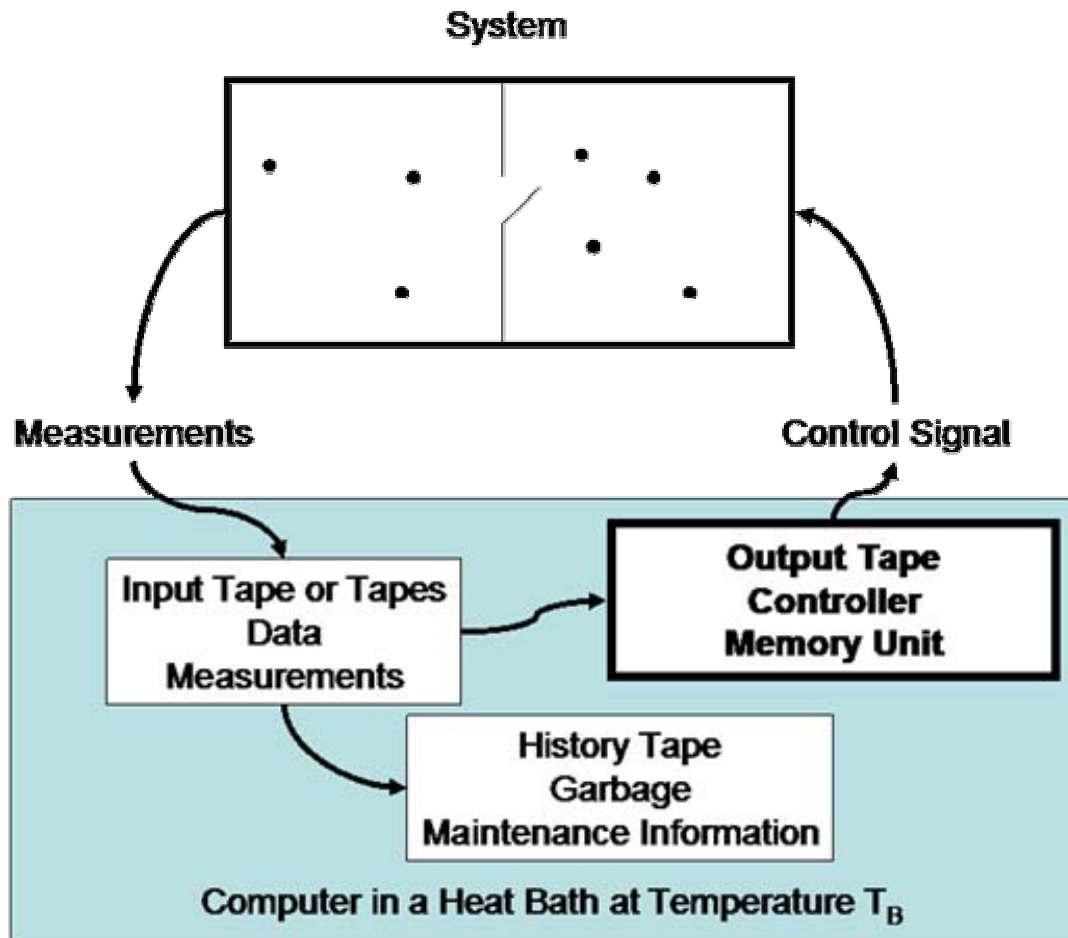 System
Measurements
Control Signal
Input Tape or Tapes
Data
Measurements
Output Tape
Controller
Memory Unit
History Tape
Garbage
Maintenance Information
Computer in a Heat Bath at Temperature T_B